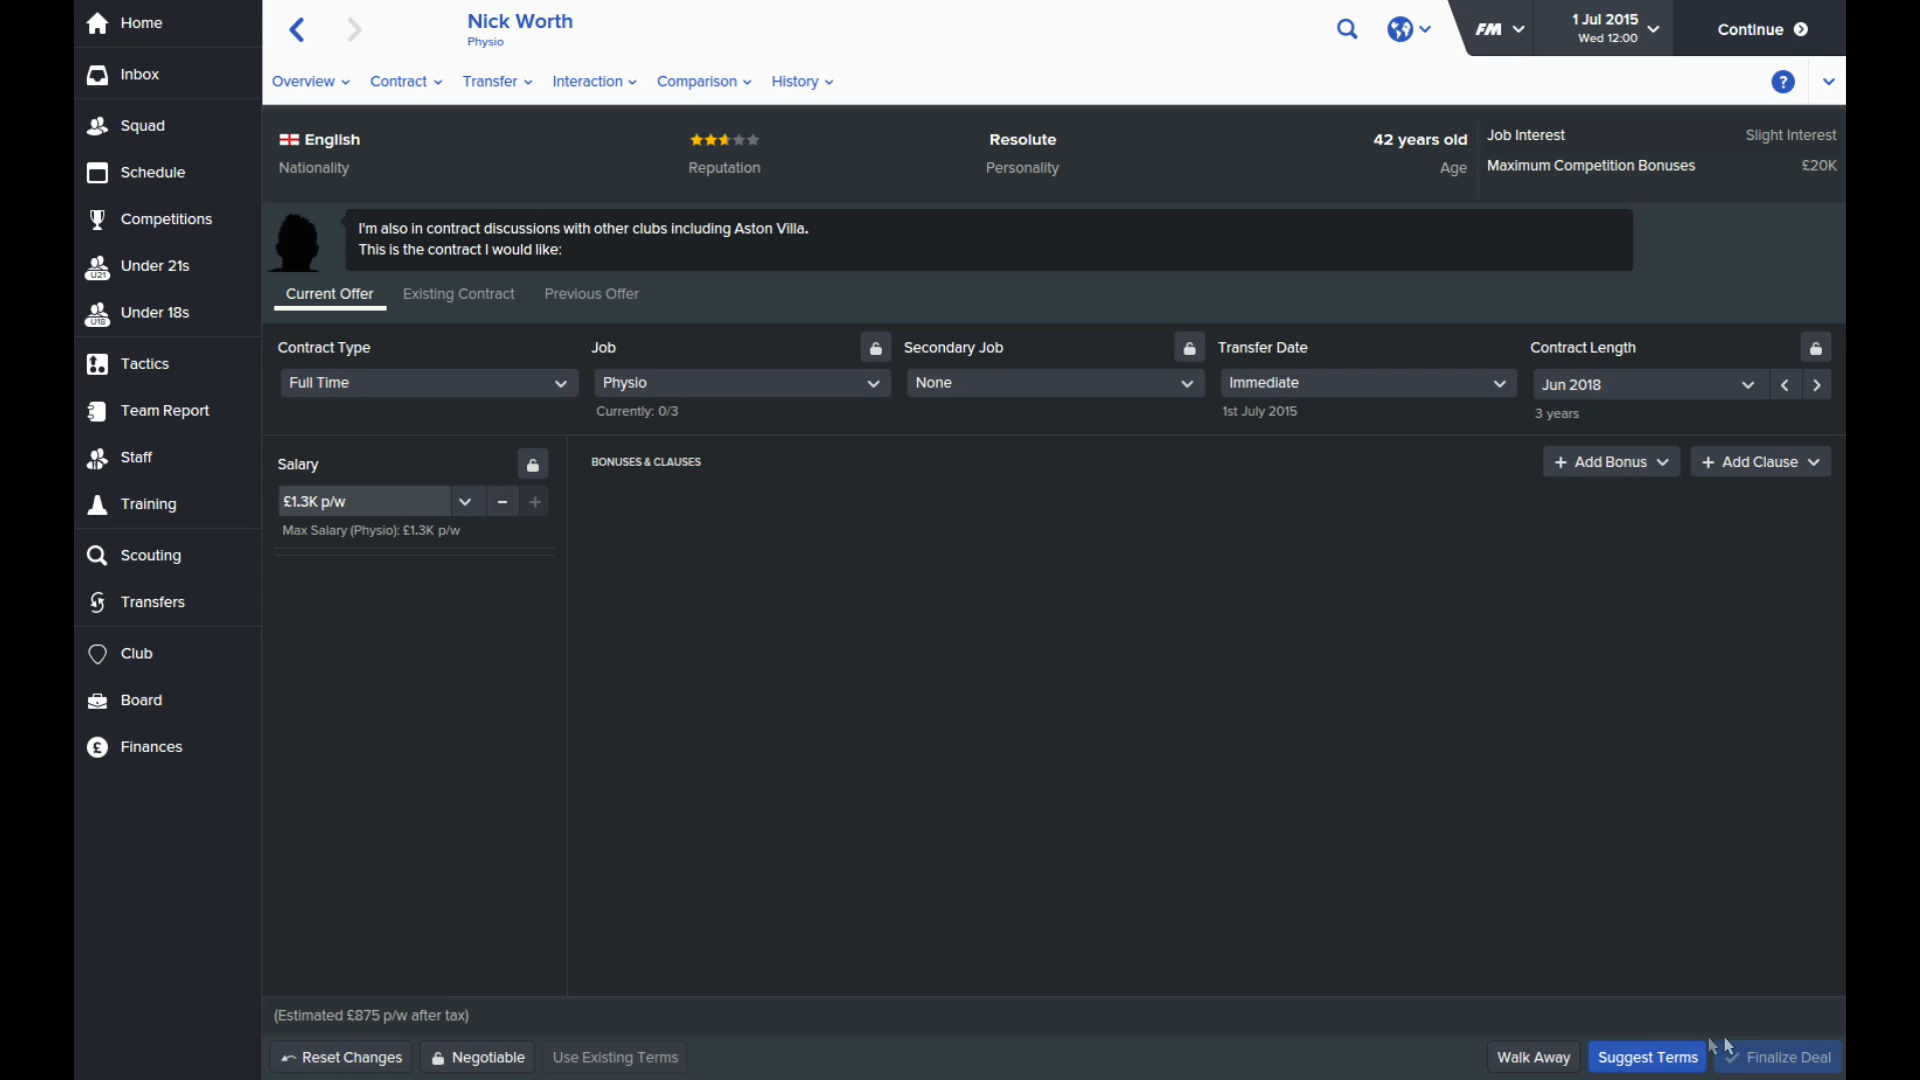 Home
Inbox
Squad
Schedule
Competitions
Under 21s
Under 18s
Tactics
Team Report
Staff
Training
Scouting
Transfers
Club
Board
Finances
Nick Worth
Physio
FM
1 Jul 2015
Wed 12:00
Continue
Overview Contract Transfer Interaction Comparison History ?
English
Nationality
Reputation
Resolute
Personality
42 years old
Age
Job Interest Slight Interest
Maximum Competition Bonuses £20K
I'm also in contract discussions with other clubs including Aston Villa.
This is the contract I would like:
Current Offer Existing Contract Previous Offer
Contract Type
Full Time
Job
Physio
Currently: 0/3
Secondary Job
None
Transfer Date
Immediate
1st July 2015
Contract Length
Jun 2018
3 years
Salary
£1.3K p/w
Max Salary (Physio): £1.3K p/w
BONUSES & CLAUSES
+ Add Bonus + Add Clause
(Estimated £875 p/w after tax)
Reset Changes Negotiable Use Existing Terms Walk Away Suggest Terms Finalize Deal